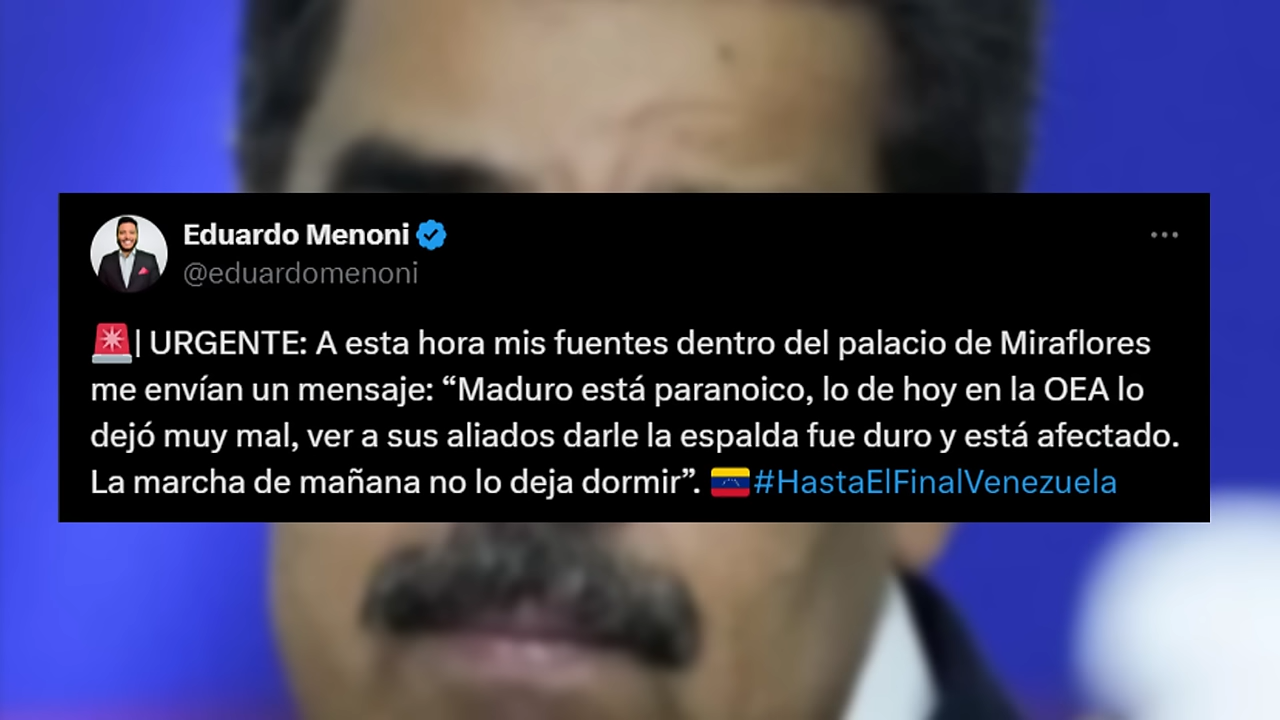 Eduardo Menoni
@eduardomenoni
🚨| URGENTE: A esta hora mis fuentes dentro del palacio de Miraflores
me envían un mensaje: “Maduro está paranoico, lo de hoy en la OEA lo
dejó muy mal, ver a sus aliados darle la espalda fue duro y está afectado.
La marcha de mañana no lo deja dormir”. 🇻🇪#HastaElFinalVenezuela